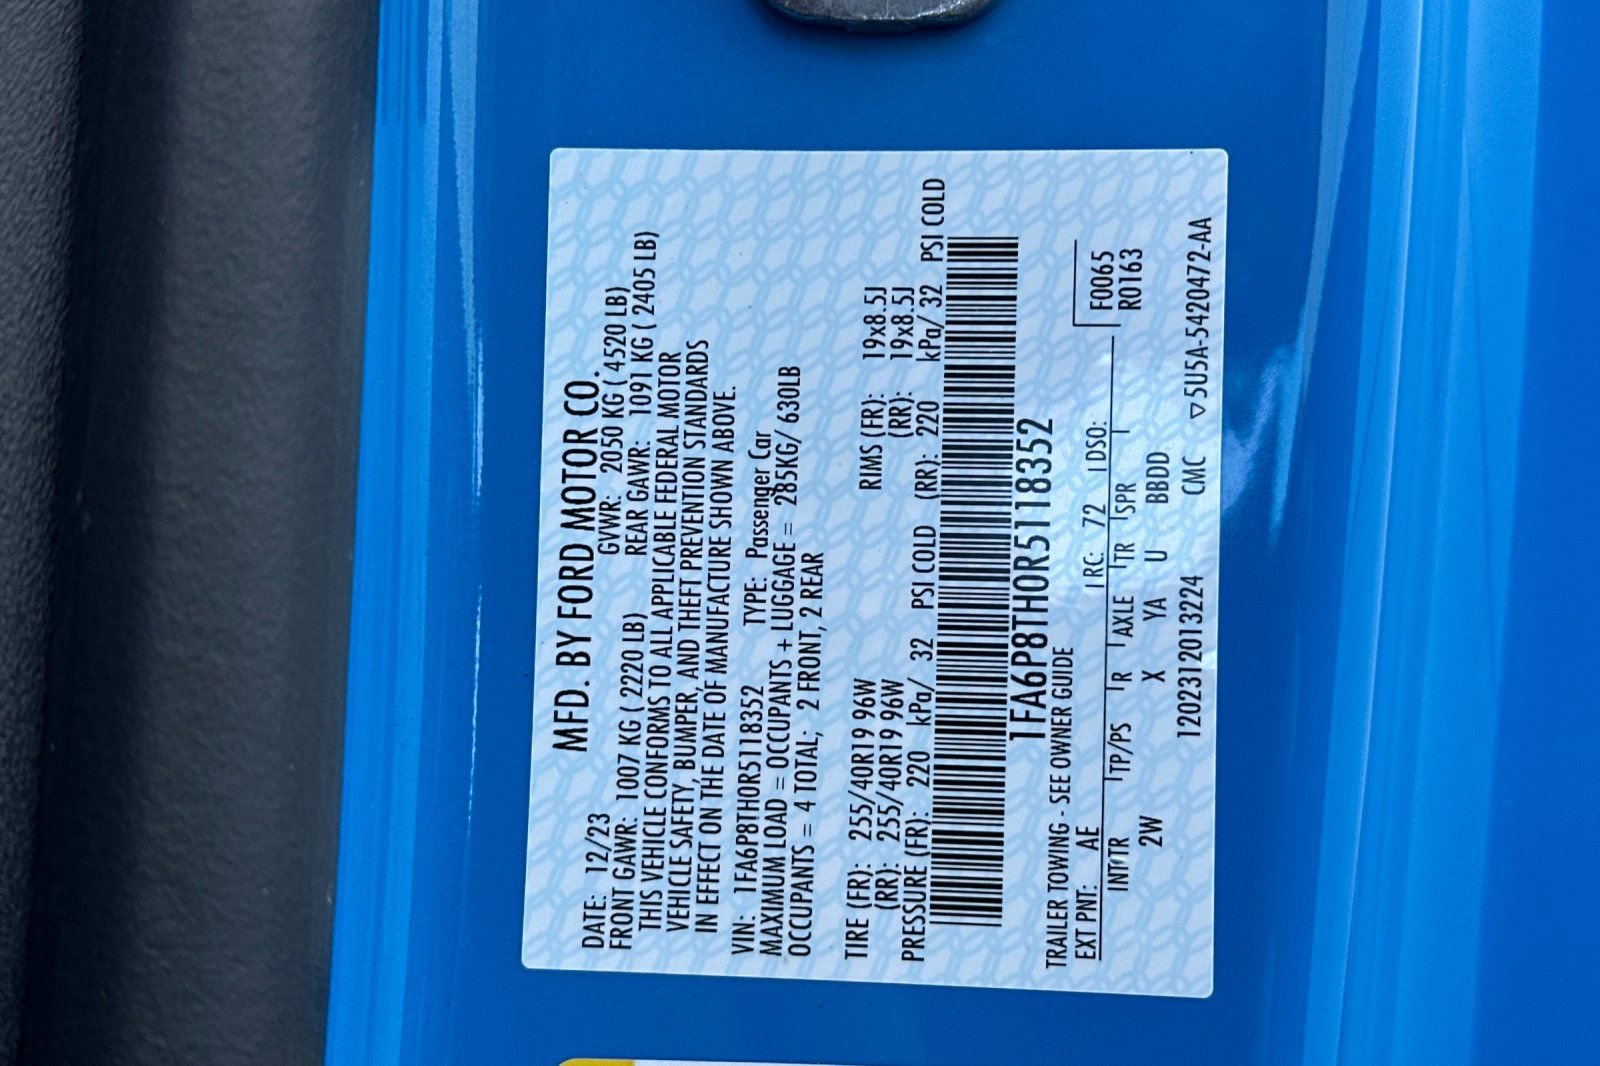 MFD. BY FORD MOTOR CO.
DATE: 12/23 GVWR: 2050 KG ( 4520 LB)
FRONT GAWR: 1007 KG ( 2220 LB) REAR GAWR: 1091 KG ( 2405 LB)
THIS VEHICLE CONFORMS TO ALL APPLICABLE FEDERAL MOTOR
VEHICLE SAFETY, BUMPER, AND THEFT PREVENTION STANDARDS
IN EFFECT ON THE DATE OF MANUFACTURE SHOWN ABOVE.
VIN: 1FA6P8TH0R5118352 TYPE: Passenger Car
MAXIMUM LOAD = OCCUPANTS + LUGGAGE = 285KG/ 630LB
OCCUPANTS = 4 TOTAL; 2 FRONT, 2 REAR
TIRE (FR): 255/40R19 96W RIMS (FR): 19x8.5J
(RR): 255/40R19 96W (RR): 19x8.5J
PRESSURE (FR): 220 kPa/ 32 PSI COLD (RR): 220 kPa/ 32 PSI COLD
1FA6P8TH0R5118352
TRAILER TOWING - SEE OWNER GUIDE
EXT PNT: AE RC: 72 DSO: F0065
INT TR TP/PS R AXLE TR SPR R0163
2W X YA U BBDD
12023120132​24 CMC ▽5U5A-5420472-AA